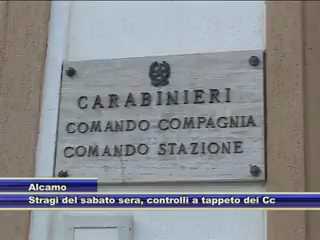 CARABINIERI
COMANDO COMPAGNIA
COMANDO STAZIONE
Alcamo
Stragi del sabato sera, controlli a tappeto dei Cc